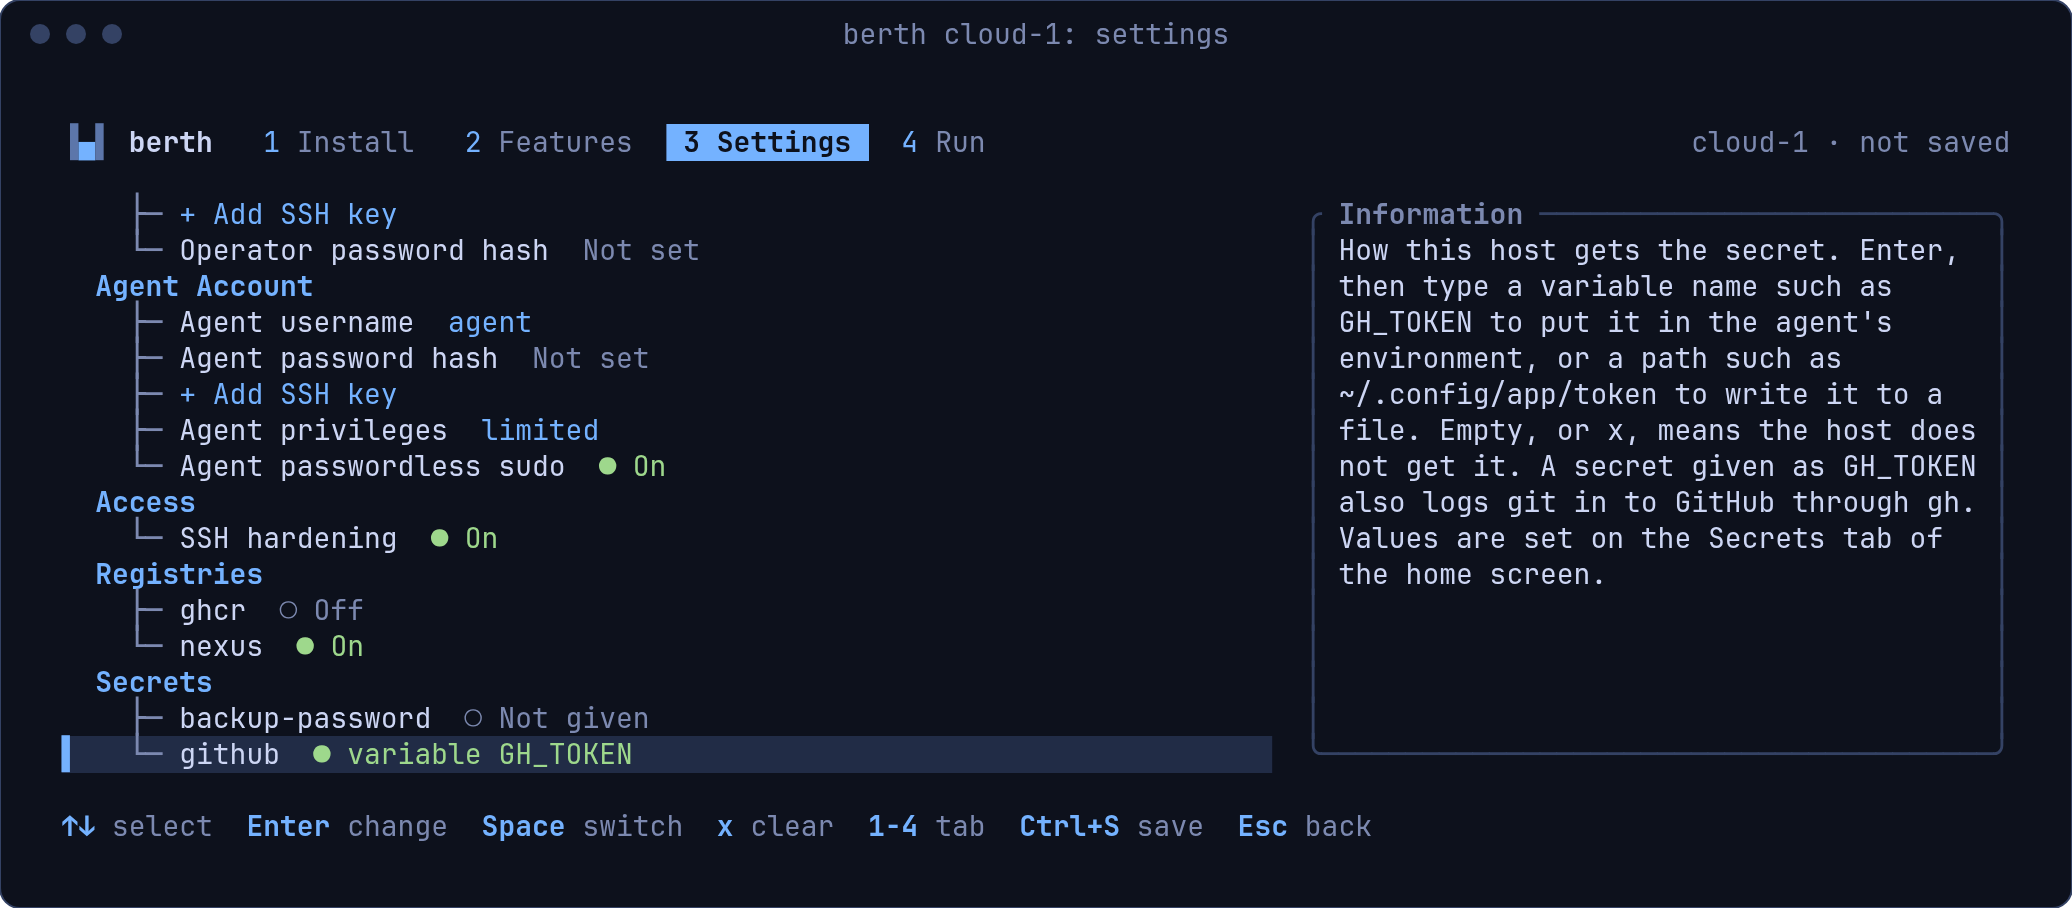 berth cloud-1: settings
berth 1 Install 2 Features 3 Settings 4 Run cloud-1 · not saved
+ Add SSH key
Operator password hash Not set
Agent Account
Agent username agent
Agent password hash Not set
+ Add SSH key
Agent privileges limited
Agent passwordless sudo ● On
Access
SSH hardening ● On
Registries
ghcr ○ Off
nexus ● On
Secrets
backup-password ○ Not given
github ● variable GH_TOKEN
Information
How this host gets the secret. Enter,
then type a variable name such as
GH_TOKEN to put it in the agent's
environment, or a path such as
~/.config/app/token to write it to a
file. Empty, or x, means the host does
not get it. A secret given as GH_TOKEN
also logs git in to GitHub through gh.
Values are set on the Secrets tab of
the home screen.
↑↓ select Enter change Space switch x clear 1-4 tab Ctrl+S save Esc back